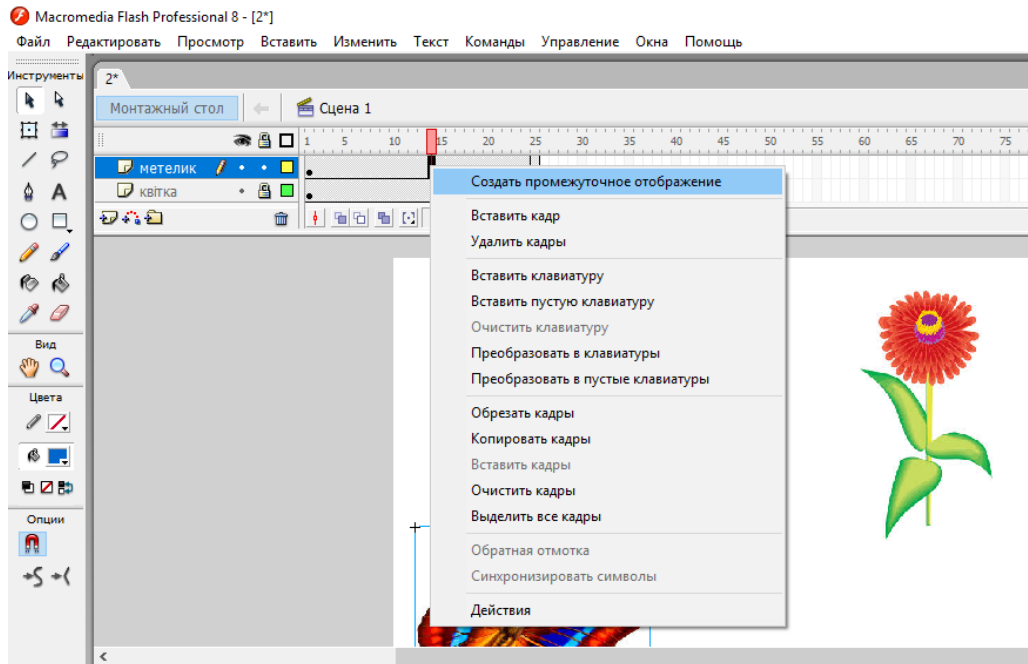 Macromedia Flash Professional 8 - [2*]
Файл Редактировать Просмотр Вставить Изменить Текст Команды Управление Окна Помощь
Инструменты
2*
Монтажный стол
Сцена 1
1 5 10 15 20 25 30 35 40 45 50 55 60 65 70 75
метелик
квітка
Создать промежуточное отображение
Вставить кадр
Удалить кадры
Вставить клавиатуру
Вставить пустую клавиатуру
Очистить клавиатуру
Преобразовать в клавиатуры
Преобразовать в пустые клавиатуры
Обрезать кадры
Копировать кадры
Вставить кадры
Очистить кадры
Выделить все кадры
Обратная отмотка
Синхронизировать символы
Действия
Вид
Цвета
Опции